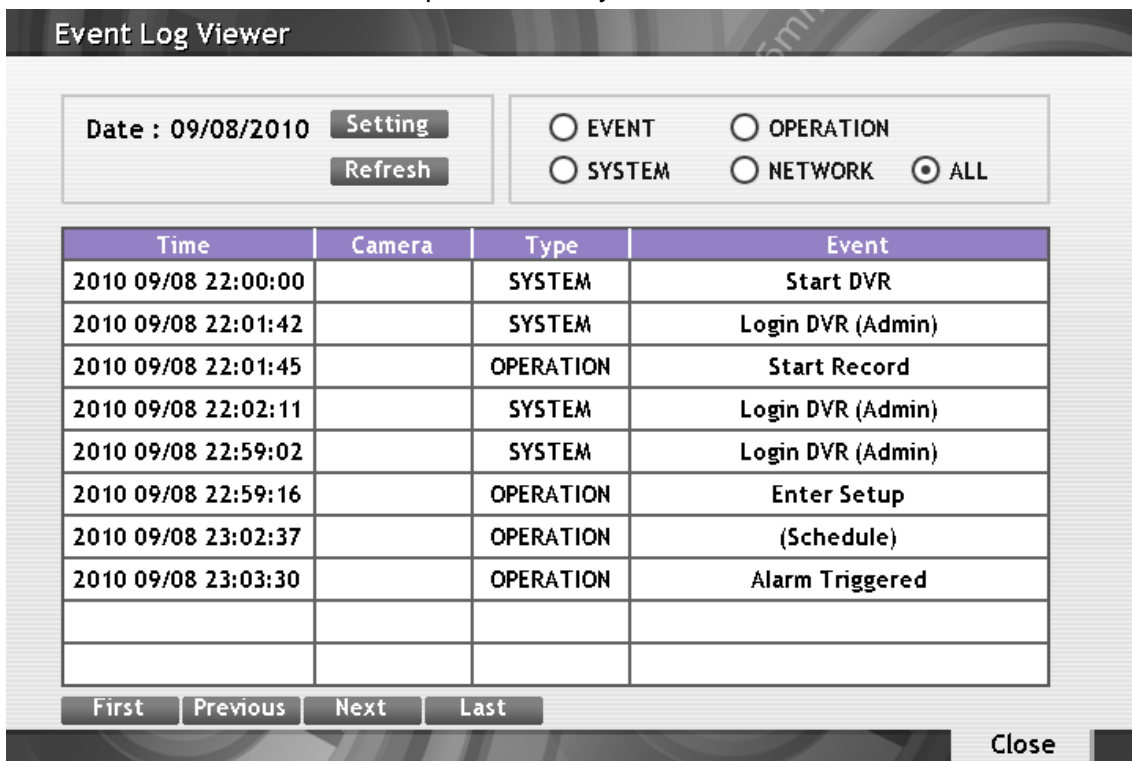 Event Log Viewer
Date : 09/08/2010 Setting
Refresh
EVENT OPERATION
SYSTEM NETWORK ALL
Time Camera Type Event
2010 09/08 22:00:00 SYSTEM Start DVR
2010 09/08 22:01:42 SYSTEM Login DVR (Admin)
2010 09/08 22:01:45 OPERATION Start Record
2010 09/08 22:02:11 SYSTEM Login DVR (Admin)
2010 09/08 22:59:02 SYSTEM Login DVR (Admin)
2010 09/08 22:59:16 OPERATION Enter Setup
2010 09/08 23:02:37 OPERATION (Schedule)
2010 09/08 23:03:30 OPERATION Alarm Triggered
First Previous Next Last
Close